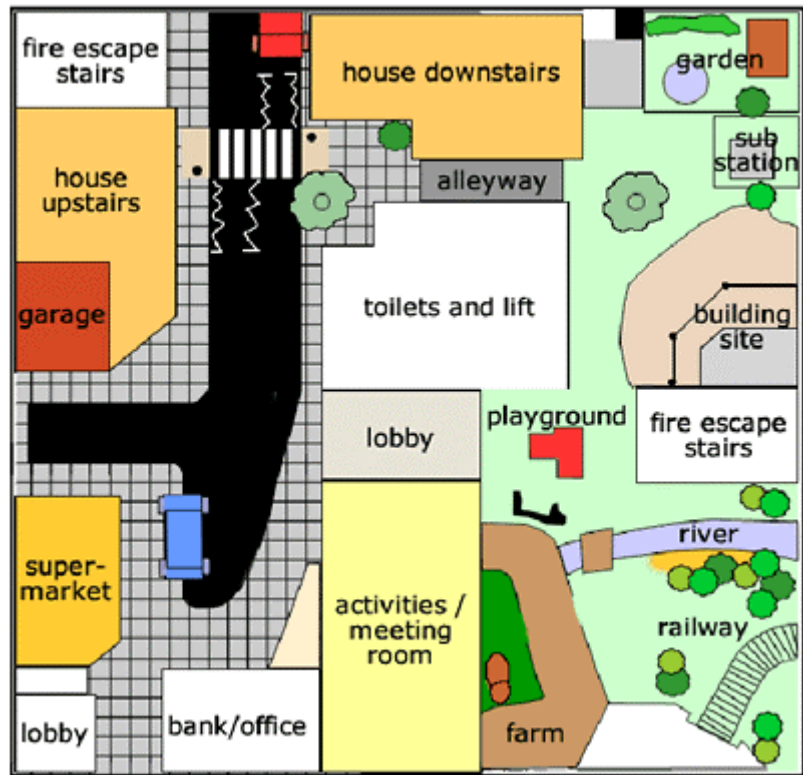 fire escape
stairs
house downstairs
garden
sub
station
house
upstairs
alleyway
garage
toilets and lift
building
site
playground
lobby
fire escape
stairs
river
super-
market
activities /
meeting
room
railway
lobby
bank/office
farm